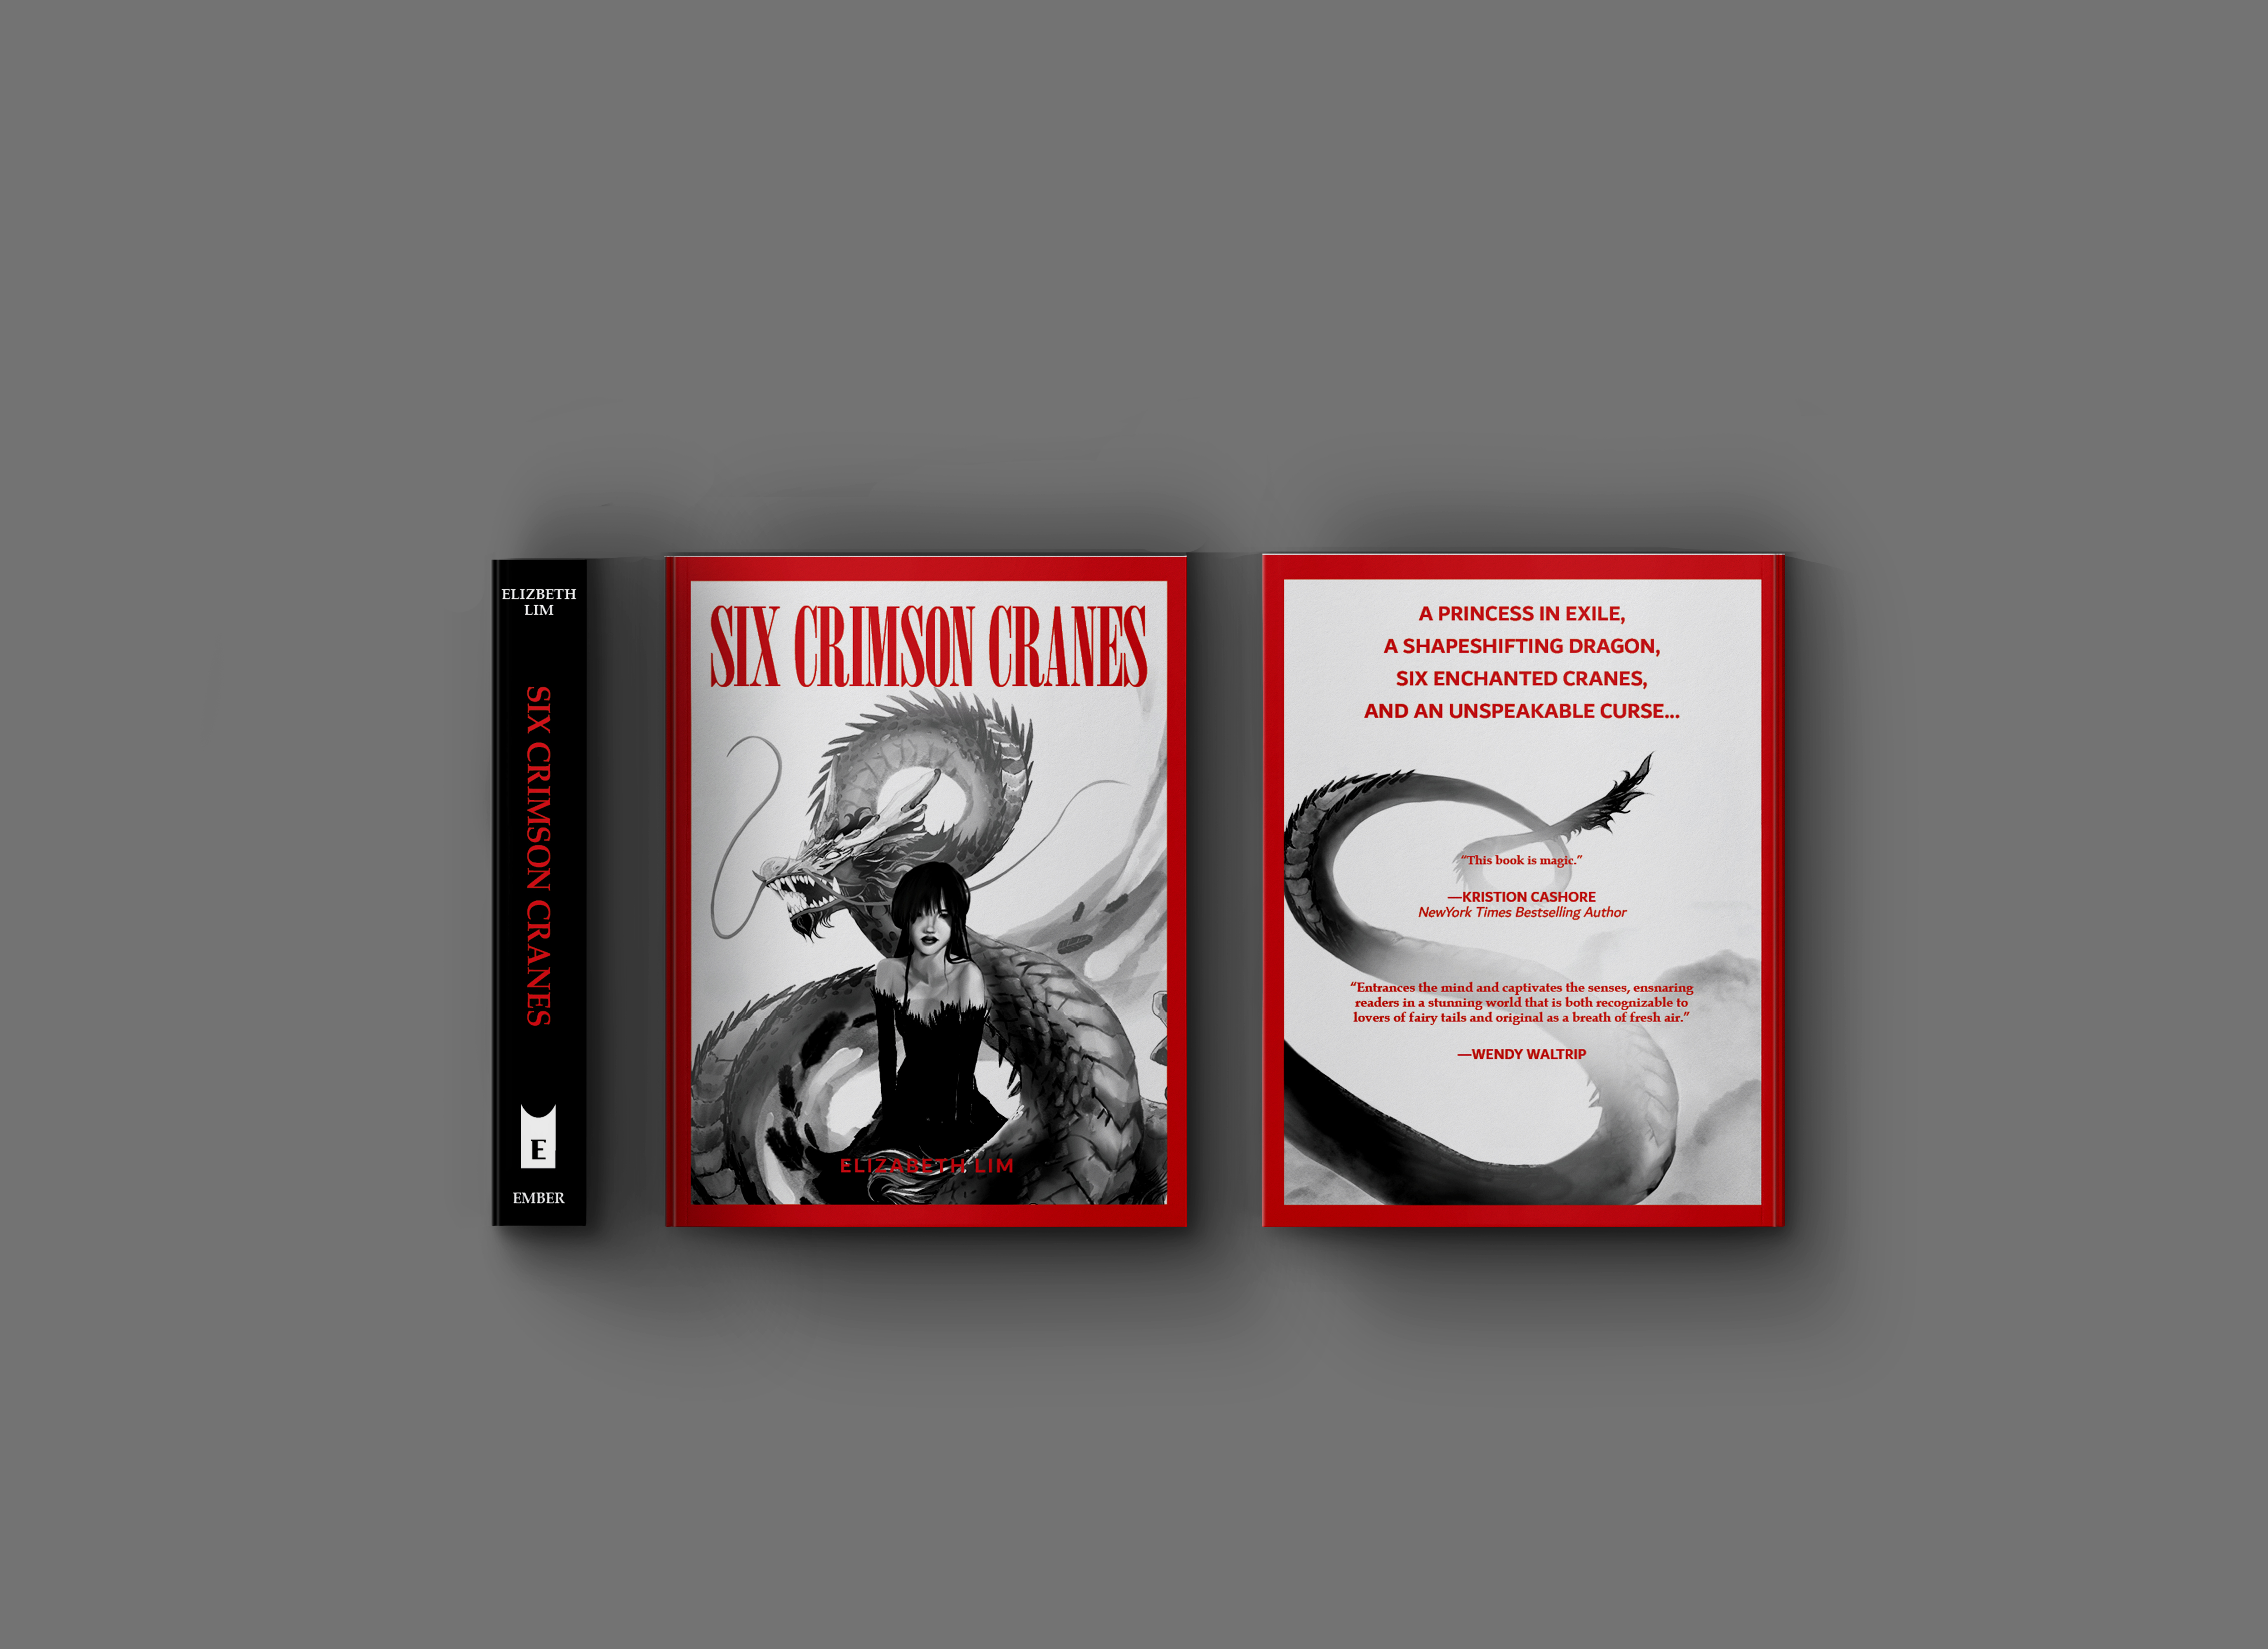 ELIZBETH
LIM
SIX CRIMSON CRANES
E
EMBER
SIX CRIMSON CRANES
ELIZABETH LIM
A PRINCESS IN EXILE,
A SHAPESHIFTING DRAGON,
SIX ENCHANTED CRANES,
AND AN UNSPEAKABLE CURSE...
“This book is magic.”
—KRISTION CASHORE
NewYork Times Bestselling Author
“Entrances the mind and captivates the senses, ensnaring
readers in a stunning world that is both recognizable to
lovers of fairy tails and original as a breath of fresh air.”
—WENDY WALTRIP